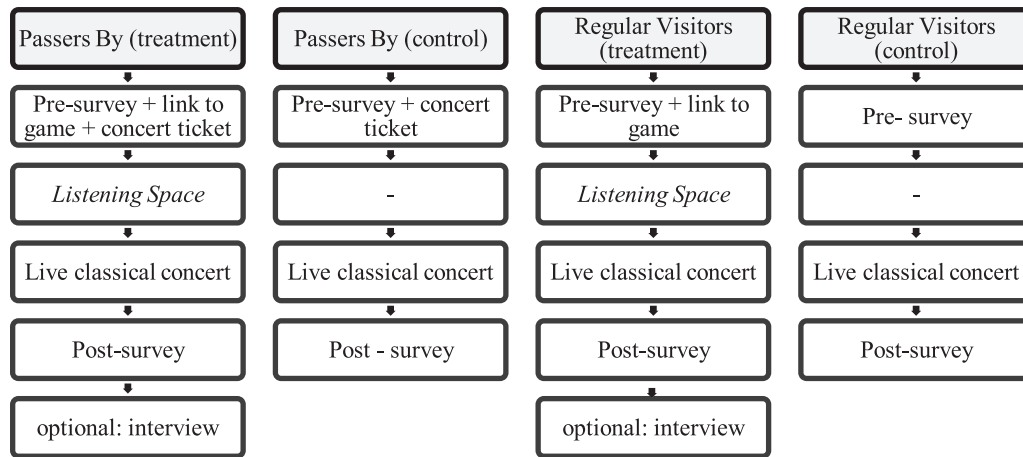 Passers By (treatment)
Pre-survey + link to
game + concert ticket
Listening Space
Live classical concert
Post-survey
optional: interview
Passers By (control)
Pre-survey + concert
ticket
-
Live classical concert
Post - survey
Regular Visitors
(treatment)
Pre-survey + link to
game
Listening Space
Live classical concert
Post-survey
optional: interview
Regular Visitors
(control)
Pre- survey
-
Live classical concert
Post-survey